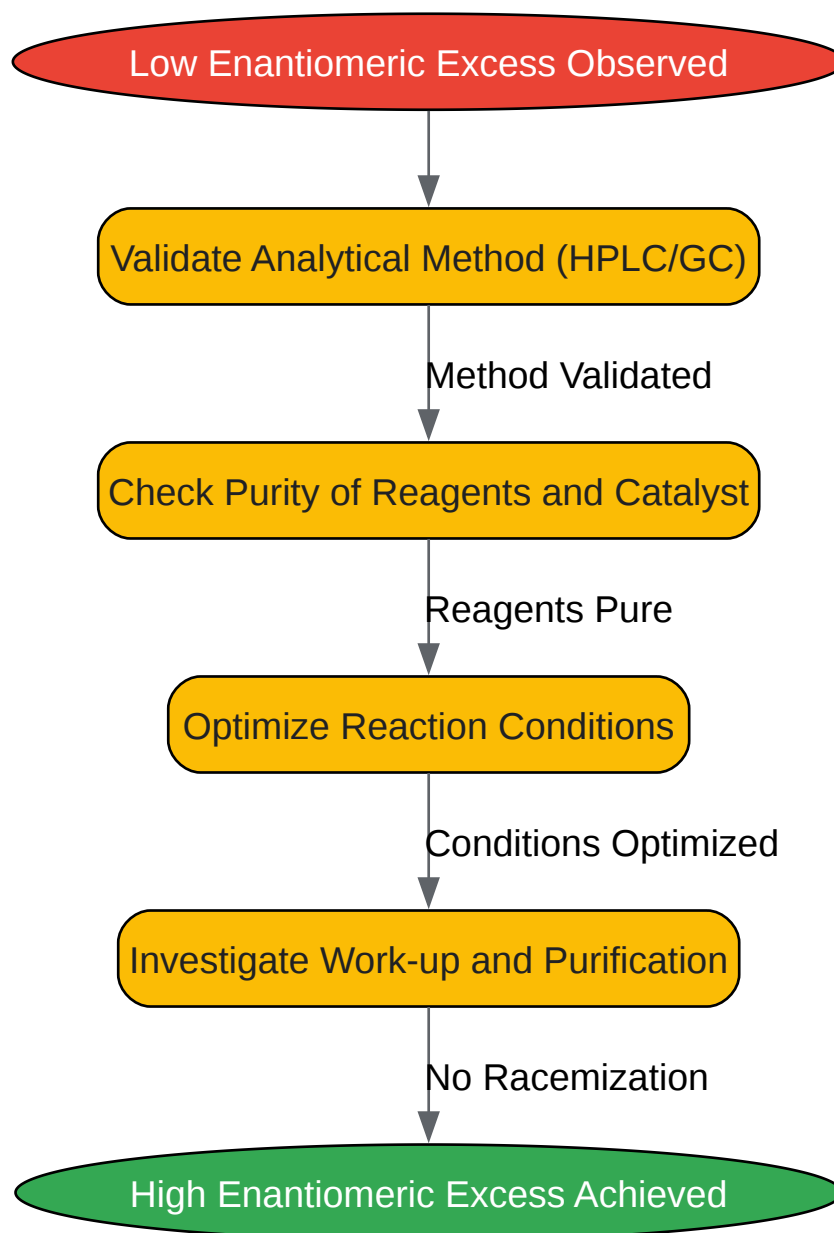 Low Enantiomeric Excess Observed
Validate Analytical Method (HPLC/GC)
Method Validated
Check Purity of Reagents and Catalyst
Reagents Pure
Optimize Reaction Conditions
Conditions Optimized
Investigate Work-up and Purification
No Racemization
High Enantiomeric Excess Achieved